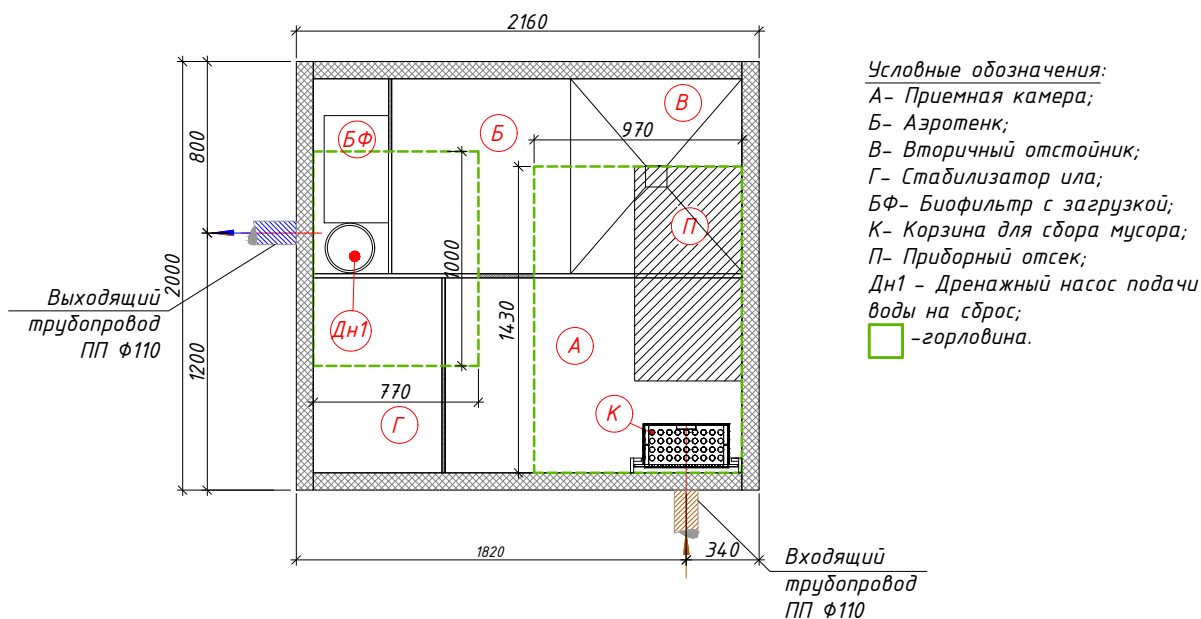 2160
Условные обозначения:
А- Приемная камера;
Б- Аэротенк;
В- Вторичный отстойник;
Г- Стабилизатор ила;
БФ- Биофильтр с загрузкой;
К- Корзина для сбора мусора;
П- Приборный отсек;
Дн1 - Дренажный насос подачи
воды на сброс;
-горловина.
800
2000
1200
БФ
Б
В
970
П
1000
1430
Дн1
А
770
Г
К
Выходящий
трубопровод
ПП Ф110
1820
340
Входящий
трубопровод
ПП Ф110